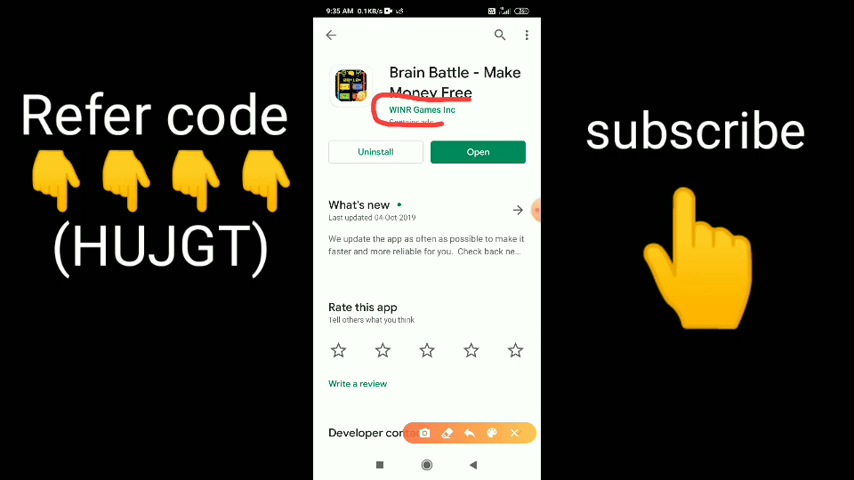 9:35 AM 0.1KB/s
Refer code
(HUJGT)
subscribe
Brain Battle - Make
Money Free
WINR Games Inc
Contains ads
Uninstall
Open
What's new
Last updated 04-Oct-2019
We update the app as often as possible to make it
faster and more reliable for you. Check back ne...
Rate this app
Tell others what you think
Write a review
Developer con